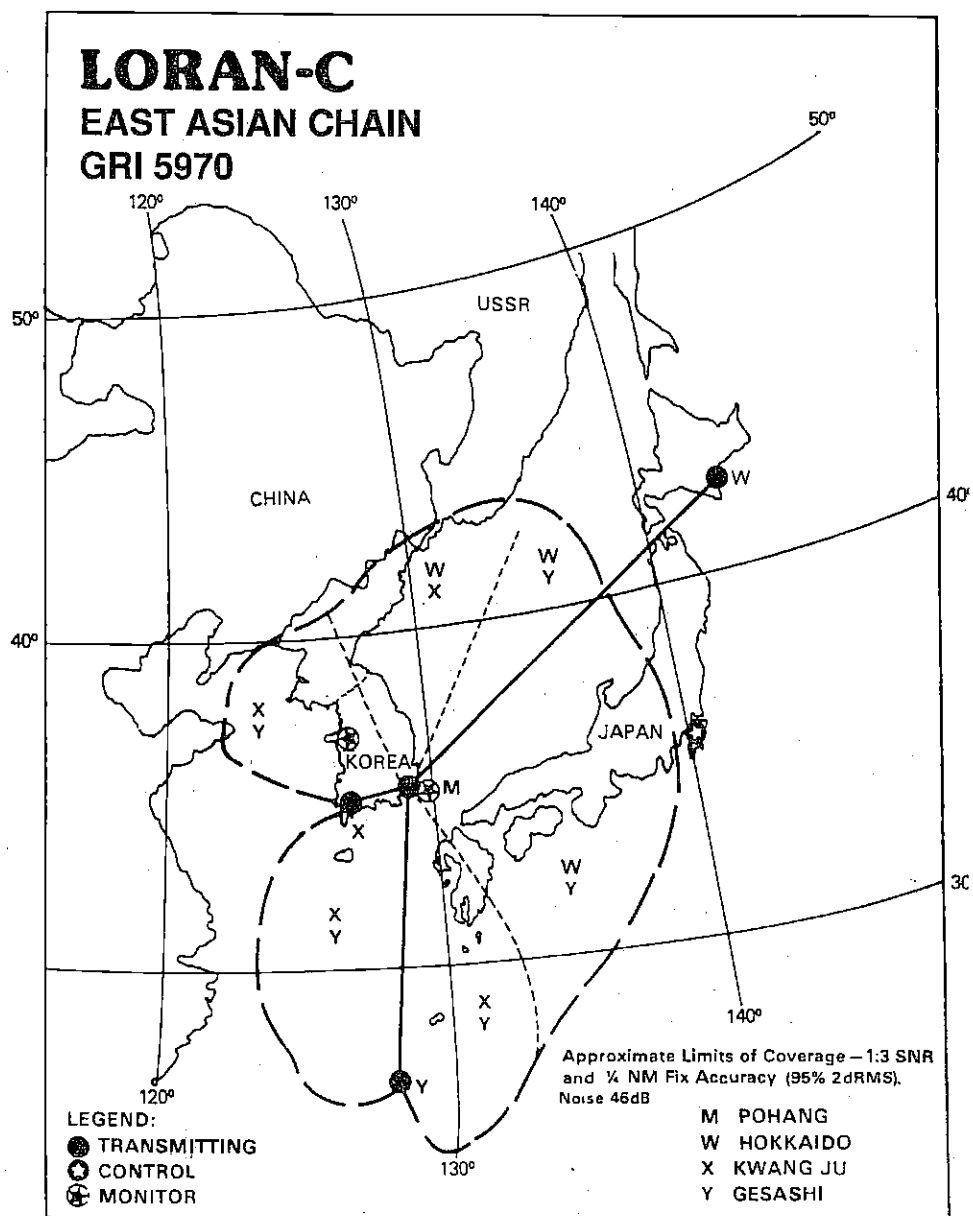 LORAN-C
EAST ASIAN CHAIN
GRI 5970
50°
120°
130°
140°
USSR
50°
W
CHINA
40°
W
X
W
Y
40°
X
Y
JAPAN
KOREA
M
X
W
Y
30
X
Y
X
Y
140°
Approximate Limits of Coverage – 1:3 SNR
and ¼ NM Fix Accuracy (95% 2dRMS).
Noise 46dB
Y
120°
130°
LEGEND:
TRANSMITTING
CONTROL
MONITOR
M POHANG
W HOKKAIDO
X KWANG JU
Y GESASHI